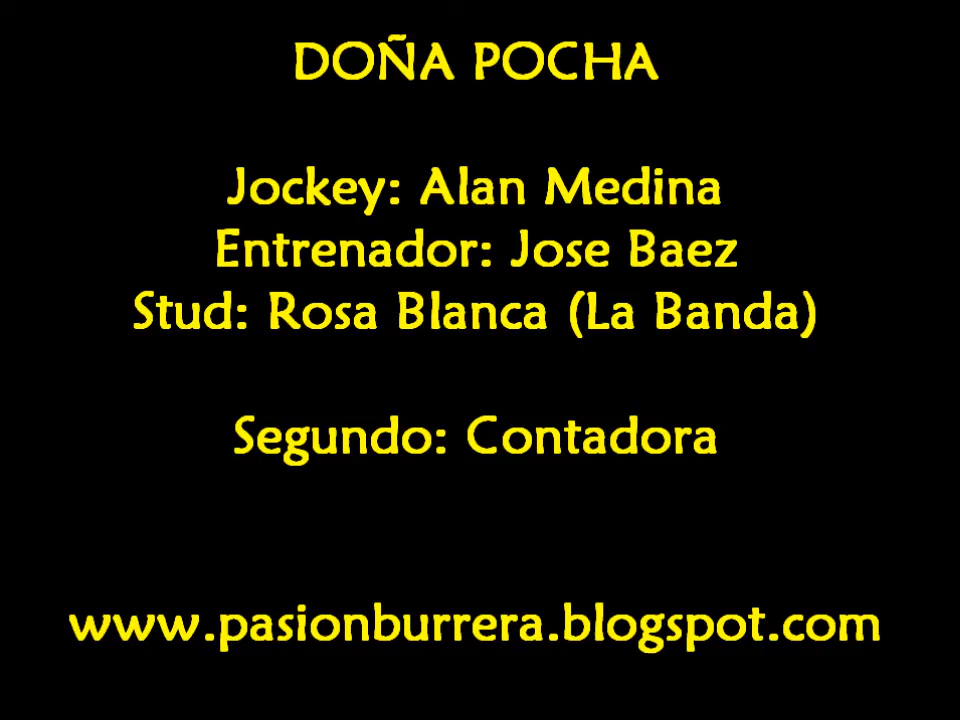 DOÑA POCHA
Jockey: Alan Medina
Entrenador: Jose Baez
Stud: Rosa Blanca (La Banda)
Segundo: Contadora
www.pasionburrera.blogspot.com